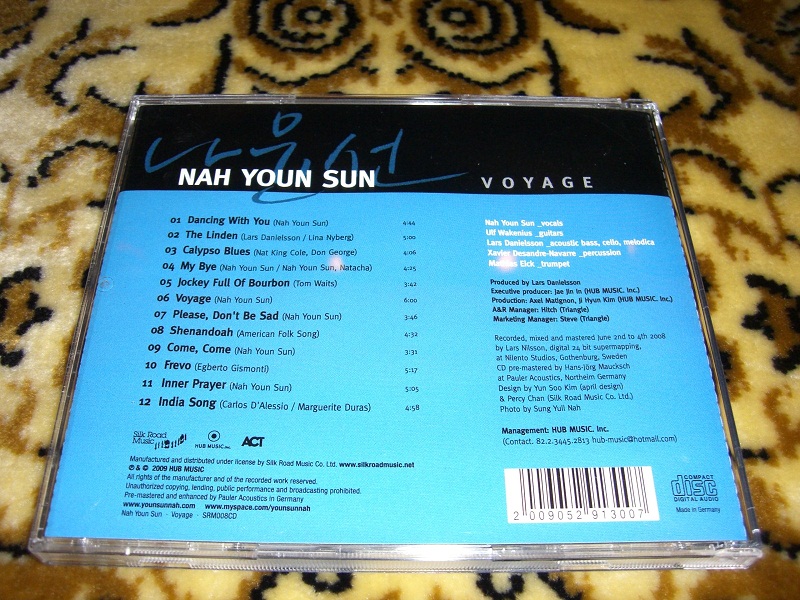 나윤선
NAH YOUN SUN
VOYAGE
01 Dancing With You (Nah Youn Sun) 4:44
02 The Linden (Lars Danielsson / Lina Nyberg) 5:00
03 Calypso Blues (Nat King Cole, Don George) 4:06
04 My Bye (Nah Youn Sun / Nah Youn Sun, Natacha) 4:25
05 Jockey Full Of Bourbon (Tom Waits) 3:42
06 Voyage (Nah Youn Sun) 6:00
07 Please, Don't Be Sad (Nah Youn Sun) 3:46
08 Shenandoah (American Folk Song) 4:32
09 Come, Come (Nah Youn Sun) 3:31
10 Frevo (Egberto Gismonti) 5:17
11 Inner Prayer (Nah Youn Sun) 5:05
12 India Song (Carlos D'Alessio / Marguerite Duras) 4:58
Nah Youn Sun _vocals
Ulf Wakenius _guitars
Lars Danielsson _acoustic bass, cello, melodica
Xavier Desandre-Navarre _percussion
Eick _trumpet
Produced by Lars Danielsson
Executive producer: Jae Jin In (HUB MUSIC. Inc.)
Production: Axel Matignon, Ji Hyun Kim (HUB MUSIC. Inc.)
A&R Manager: Hitch (Triangle)
Marketing Manager: Steve (Triangle)
Recorded, mixed and mastered June 2nd to 4th 2008
by Lars Nilsson, digital 24 bit supermapping,
at Nilento Studios, Gothenburg, Sweden
CD pre-mastered by Hans-Jörg Maucksch
at Pauler Acoustics, Northeim Germany
Design by Yun Soo Kim (april design)
& Percy Chan (Silk Road Music Co. Ltd.)
Photo by Sung Yull Nah
Management: HUB MUSIC. Inc.
(Contact. 82.2.3445.2813 hub-music@hotmail.com)
Silk Road
Music
HUB MUSIC.Inc.
ACT
Manufactured and distributed under license by Silk Road Music Co. Ltd. www.silkroadmusic.net
℗ & © 2009 HUB MUSIC
All rights of the manufacturer and of the recorded work reserved.
Unauthorized copying, lending, public performance and broadcasting prohibited.
Pre-mastered and enhanced by Pauler Acoustics in Germany
www.younsunnah.com www.myspace.com/younsunnah
Nah Youn Sun · Voyage · SRM008CD
2 009052 913007
COMPACT
disc
DIGITAL AUDIO
Made in Germany